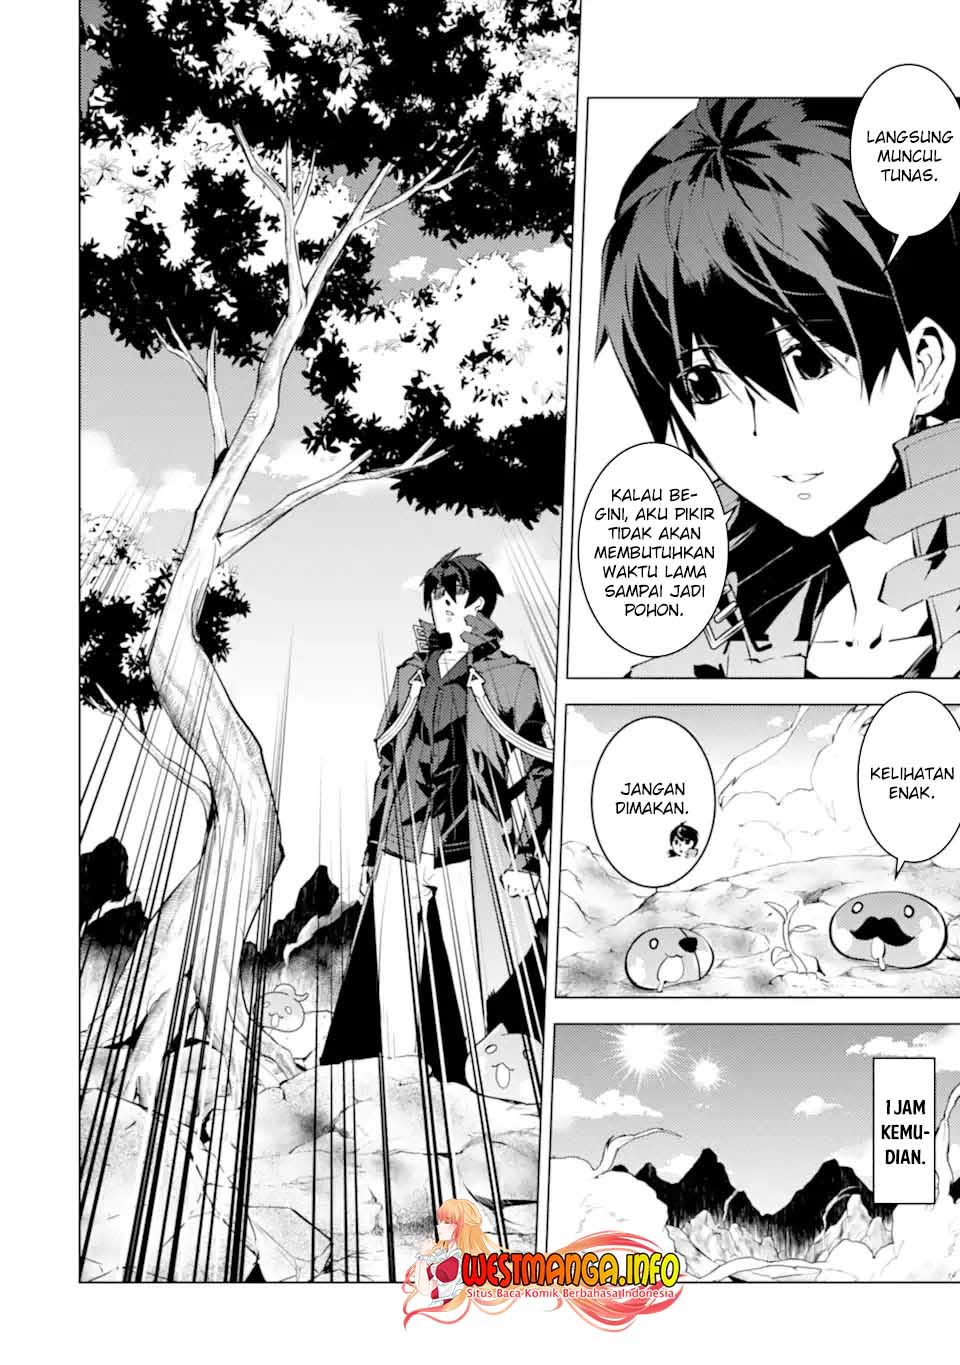 LANGSUNG
MUNCUL
TUNAS.
KALAU BE-
GINI, AKU PIKIR
TIDAK AKAN
MEMBUTUHKAN
WAKTU LAMA
SAMPAI JADI
POHON.
KELIHATAN
ENAK.
JANGAN
DIMAKAN.
1 JAM
KEMU-
DIAN.
WESTMANGA.INFO
SITUS BACA KOMIK BERBAHASA INDONESIA